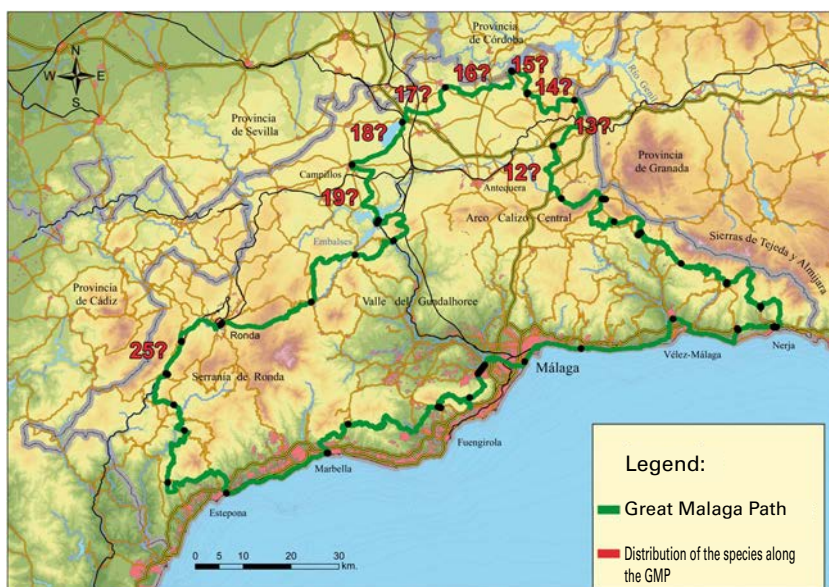 Provincia
de Córdoba
N
W
E
S
15?
16?
14?
Río Genil
17?
Provincia
de Sevilla
18?
13?
Provincia
de Granada
Campillos
12?
Antequera
19?
Arco Calizo Central
Embalses
Sierras de Tejeda y Almijara
Provincia
de Cádiz
Valle del Guadalhorce
Ronda
25?
Nerja
Vélez-Málaga
Málaga
Serranía de Ronda
Fuengirola
Marbella
Estepona
0 5 10 20 30
km.
Legend:
Great Malaga Path
Distribution of the species along
the GMP